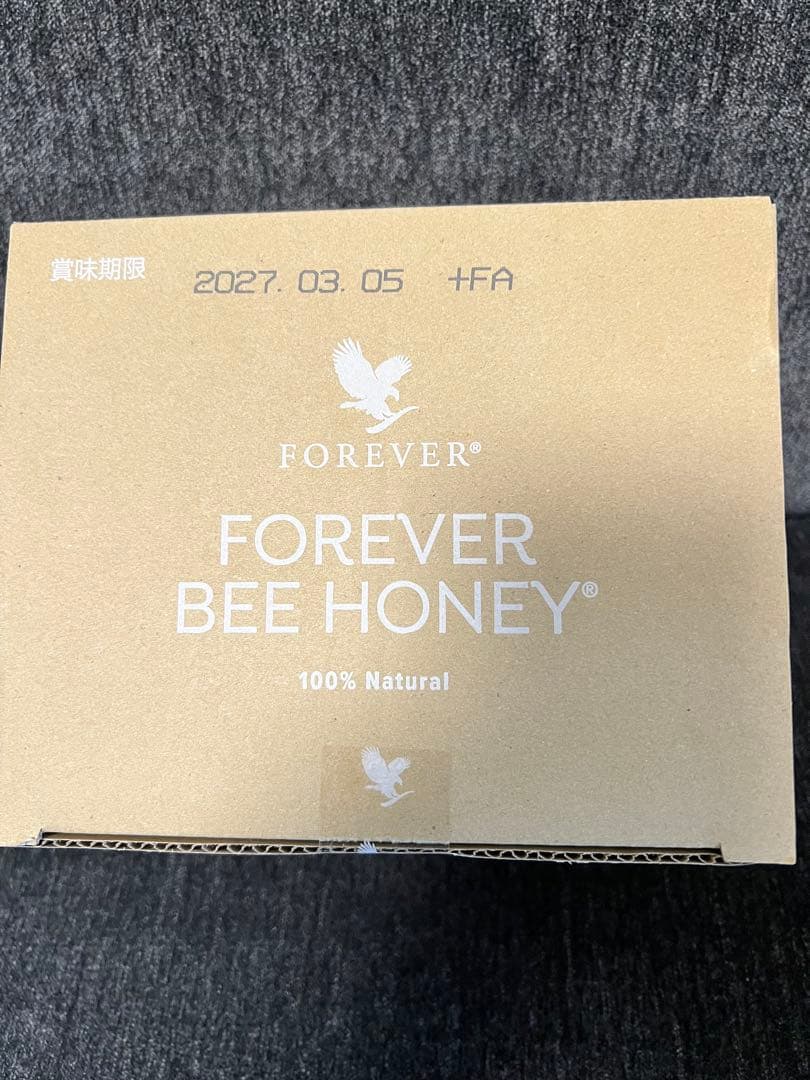 賞味期限 2027. 03. 05 +FA
FOREVER®
FOREVER
BEE HONEY®
100% Natural